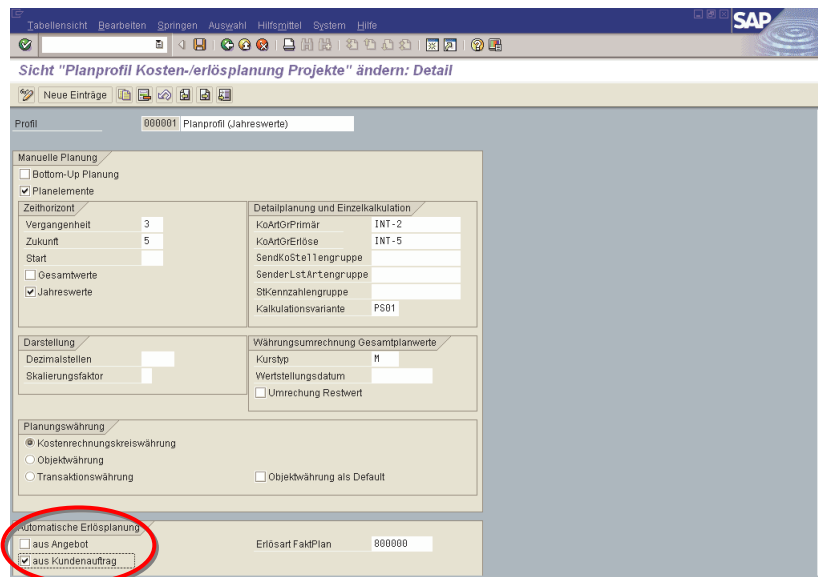 Tabellensicht Bearbeiten Springen Auswahl Hilfsmittel System Hilfe
SAP
Sicht "Planprofil Kosten-/erlösplanung Projekte" ändern: Detail
Neue Einträge
Profil 000001 Planprofil (Jahreswerte)
Manuelle Planung
Bottom-Up Planung
Planelemente
Zeithorizont
Vergangenheit 3
Zukunft 5
Start
Gesamtwerte
Jahreswerte
Detailplanung und Einzelkalkulation
KoArtGrPrimär INT-2
KoArtGrErlöse INT-5
SendKoStellengruppe
SenderLstArtengruppe
StKennzahlengruppe
Kalkulationsvariante PS01
Darstellung
Dezimalstellen
Skalierungsfaktor
Währungsumrechnung Gesamtplanwerte
Kurstyp M
Wertstellungsdatum
Umrechung Restwert
Planungswährung
Kostenrechnungskreiswährung
Objektwährung
Transaktionswährung
Objektwährung als Default
Automatische Erlösplanung
aus Angebot
Erlösart FaktPlan 800000
aus Kundenauftrag